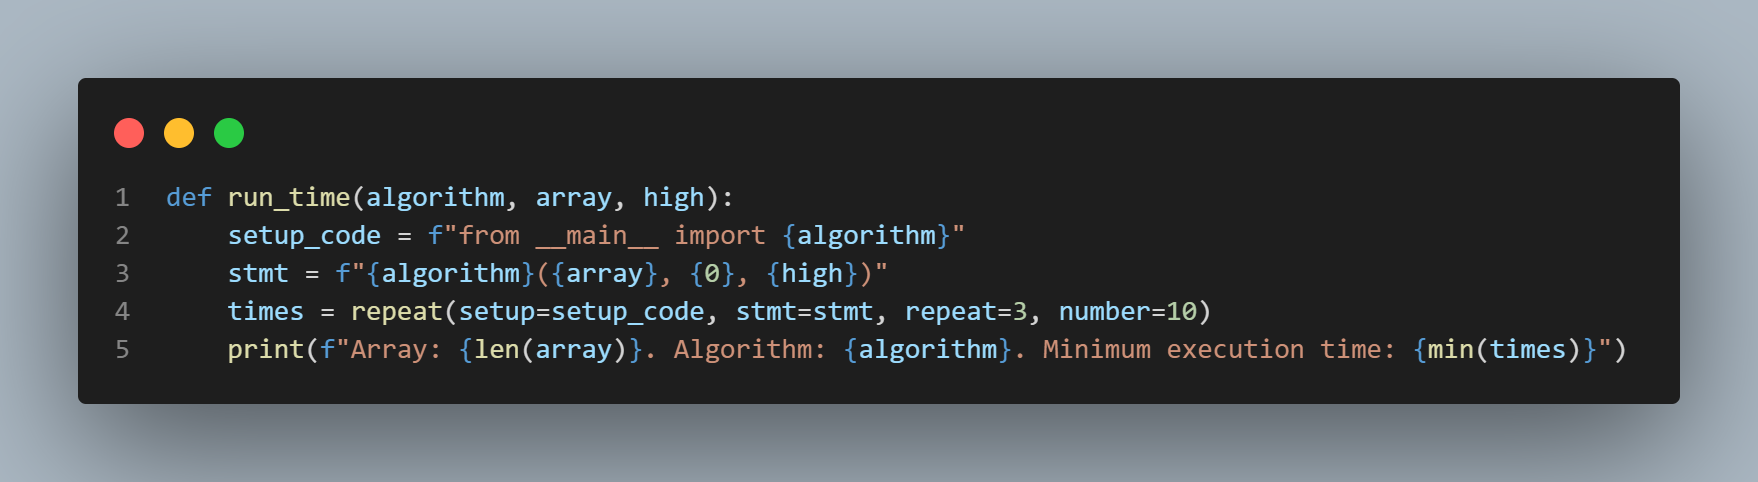 1 def run_time(algorithm, array, high):
2     setup_code = f"from __main__ import {algorithm}"
3     stmt = f"{algorithm}({array}, {0}, {high})"
4     times = repeat(setup=setup_code, stmt=stmt, repeat=3, number=10)
5     print(f"Array: {len(array)}. Algorithm: {algorithm}. Minimum execution time: {min(times)}")